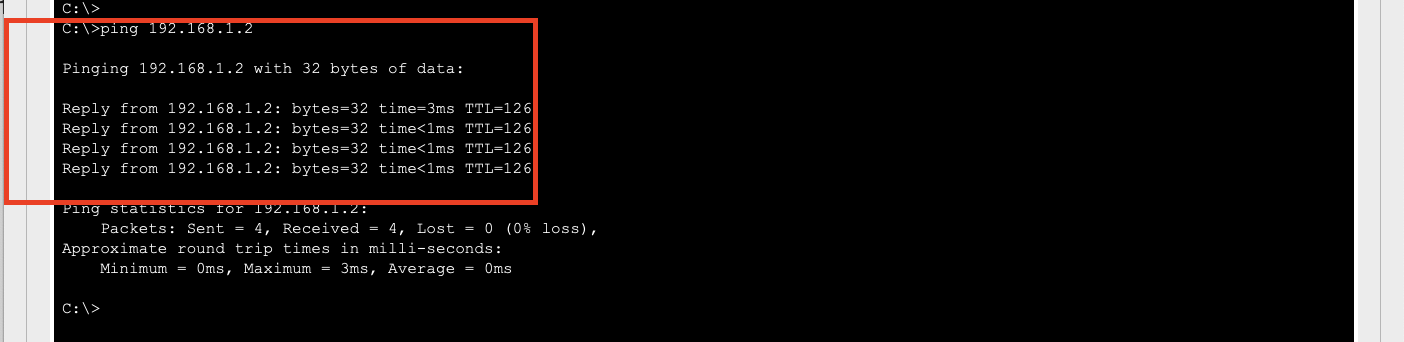 C:\>
C:\>ping 192.168.1.2
Pinging 192.168.1.2 with 32 bytes of data:
Reply from 192.168.1.2: bytes=32 time=3ms TTL=126
Reply from 192.168.1.2: bytes=32 time<1ms TTL=126
Reply from 192.168.1.2: bytes=32 time<1ms TTL=126
Reply from 192.168.1.2: bytes=32 time<1ms TTL=126
Ping statistics for 192.168.1.2:
Packets: Sent = 4, Received = 4, Lost = 0 (0% loss),
Approximate round trip times in milli-seconds:
Minimum = 0ms, Maximum = 3ms, Average = 0ms
C:\>